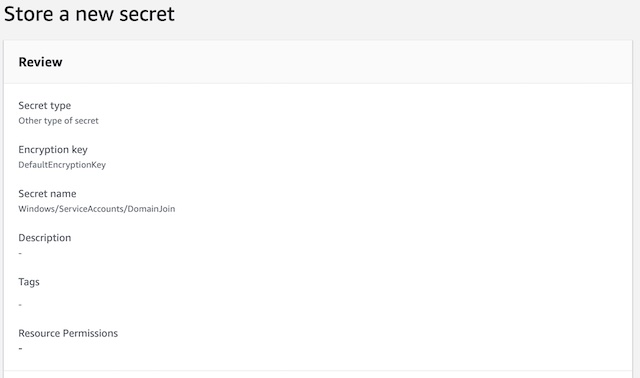 Store a new secret
Review
Secret type
Other type of secret
Encryption key
DefaultEncryptionKey
Secret name
Windows/ServiceAccounts/DomainJoin
Description
-
Tags
-
Resource Permissions
-